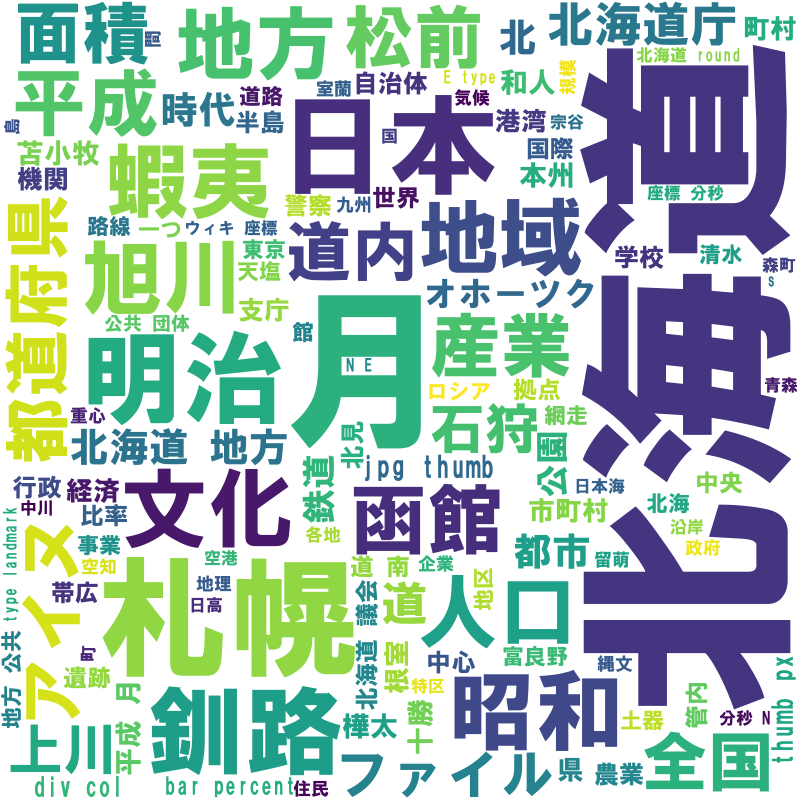 面積
岡
地方
松前
北
北海道庁
町村
北海道 round
平成
時代
道路
半島
室蘭
自治体
E type
気候
和人
規模
島
日本
国
港湾
宗谷
苫小牧
機関
蝦夷
国際
本州
北海道
座標 分秒
都道府県
路線
一つ
ウィキ 座標
警察
九州
世界
道内
地域
学校
清水
森町
s
旭川
東京
天塩
支庁
オホーツク
公共 団体
館
月
N E
産業
明治
ロシア
拠点
青森
重心
北海道 地方
北見
石狩
網走
jpg thumb
公園
行政
経済
中川
文化
鉄道
各地
函館
市町村
日本海
北海
中央
沿岸
政府
比率
事業
空知
アイヌ
地方 公共 type landmark
帯広
空港
地理
日高
道 南
企業
都市
留萌
札幌
議会
道
地区
人口
町
遺跡
北海道
根室
中心
富良野
縄文
特区
平成 月
釧路
樺太
十勝
昭和
土器
管内
分秒 N
thumb px
上川
div col
bar percent
住民
ファイル
県
農業
全国